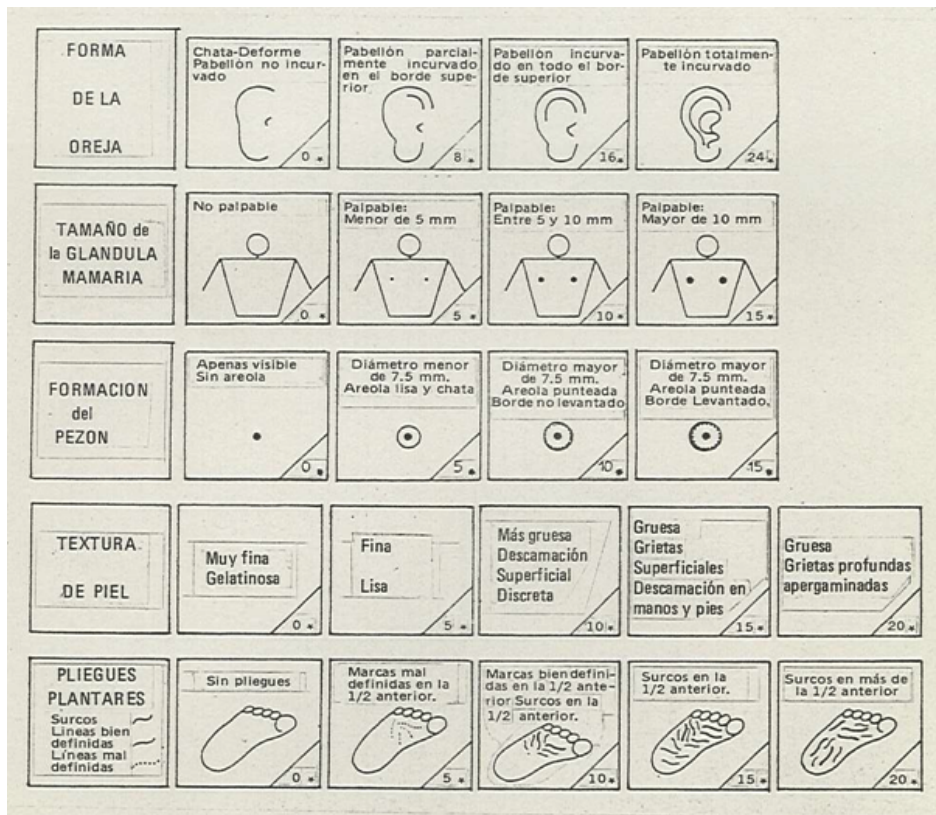 FORMA
DE LA
OREJA
Chata-Deforme
Pabellón no incur-
vado
0
Pabellón parcial-
mente incurvado
en el borde supe-
rior
8
Pabellón incurva-
do en todo el bor-
de superior
16
Pabellón totalmen-
te incurvado
24
TAMAÑO de
la GLANDULA
MAMARIA
No palpable
0
Palpable:
Menor de 5 mm
5
Palpable:
Entre 5 y 10 mm
10
Palpable:
Mayor de 10 mm
15
FORMACION
del
PEZON
Apenas visible
Sin areola
0
Diámetro menor
de 7.5 mm.
Areola lisa y chata
5
Diámetro mayor
de 7.5 mm.
Areola punteada
Borde no levantado
10
Diámetro mayor
de 7.5 mm.
Areola punteada
Borde Levantado.
15
TEXTURA
DE PIEL
Muy fina
Gelatinosa
0
Fina
Lisa
5
Más gruesa
Descamación
Superficial
Discreta
10
Gruesa
Grietas
Superficiales
Descamación en
manos y pies
15
Gruesa
Grietas profundas
apergaminadas
20
PLIEGUES
PLANTARES
Surcos
Lineas bien
definidas
Líneas mal
definidas
Sin pliegues
0
Marcas mal
definidas en la
1/2 anterior.
5
Marcas bien defini-
das en la 1/2 ante-
rior Surcos en la
1/2 anterior.
10
Surcos en la
1/2 anterior.
15
Surcos en más de
la 1/2 anterior
20